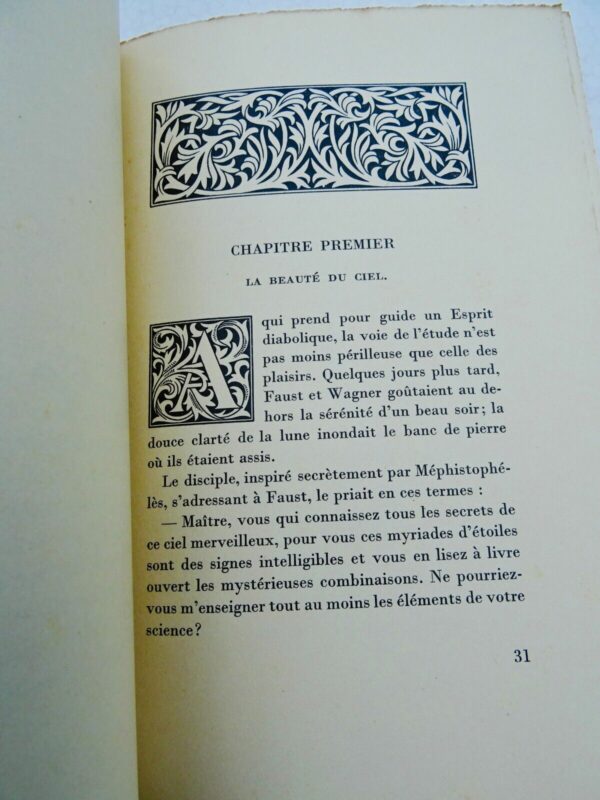 CHAPITRE PREMIER
LA BEAUTÉ DU CIEL.
A qui prend pour guide un Esprit
diabolique, la voie de l'étude n'est
pas moins périlleuse que celle des
plaisirs. Quelques jours plus tard,
Faust et Wagner goûtaient au de-
hors la sérénité d'un beau soir; la
douce clarté de la lune inondait le banc de pierre
où ils étaient assis.
Le disciple, inspiré secrètement par Méphistophé-
lès, s'adressant à Faust, le priait en ces termes :
— Maître, vous qui connaissez tous les secrets de
ce ciel merveilleux, pour vous ces myriades d'étoiles
sont des signes intelligibles et vous en lisez à livre
ouvert les mystérieuses combinaisons. Ne pourriez-
vous m'enseigner tout au moins les éléments de votre
science?
31